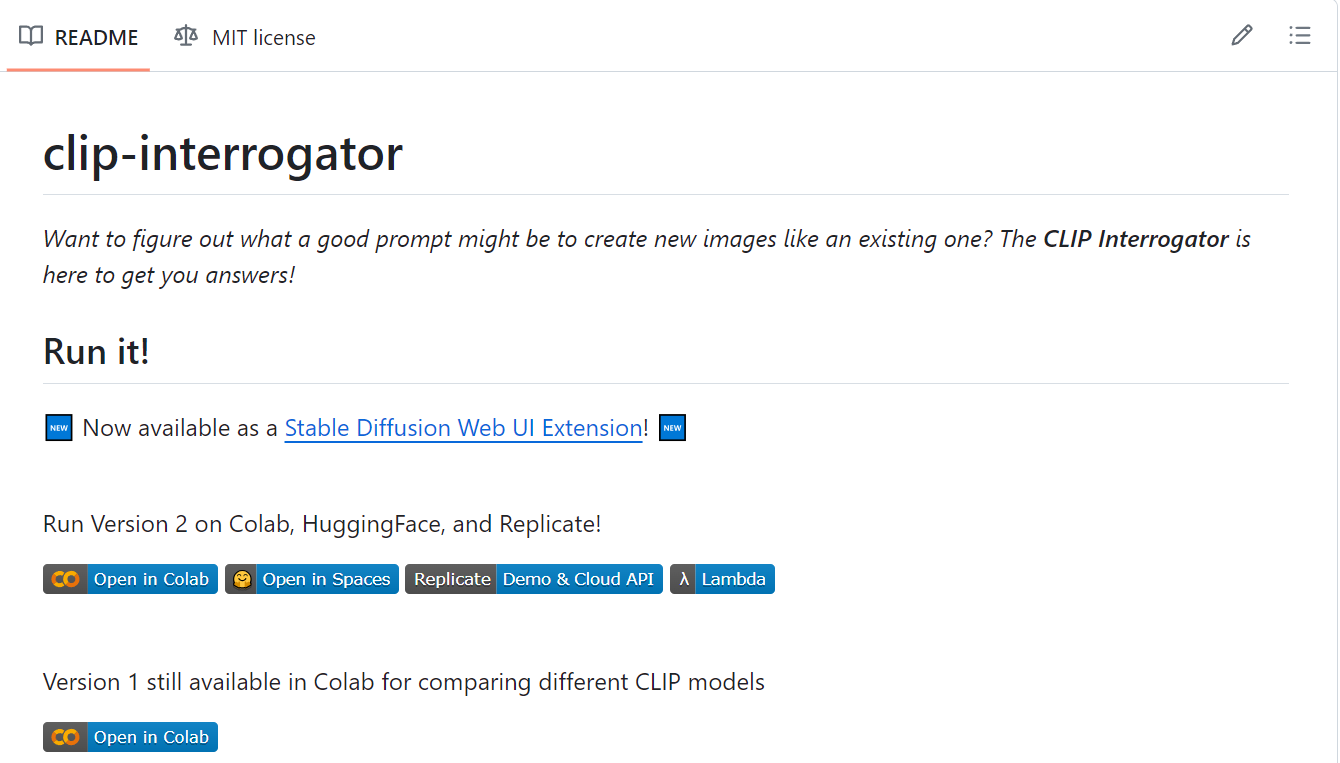 README MIT license
clip-interrogator
Want to figure out what a good prompt might be to create new images like an existing one? The CLIP Interrogator is
here to get you answers!
Run it!
NEW Now available as a Stable Diffusion Web UI Extension! NEW
Run Version 2 on Colab, HuggingFace, and Replicate!
Open in Colab Open in Spaces Replicate Demo & Cloud API λ Lambda
Version 1 still available in Colab for comparing different CLIP models
Open in Colab